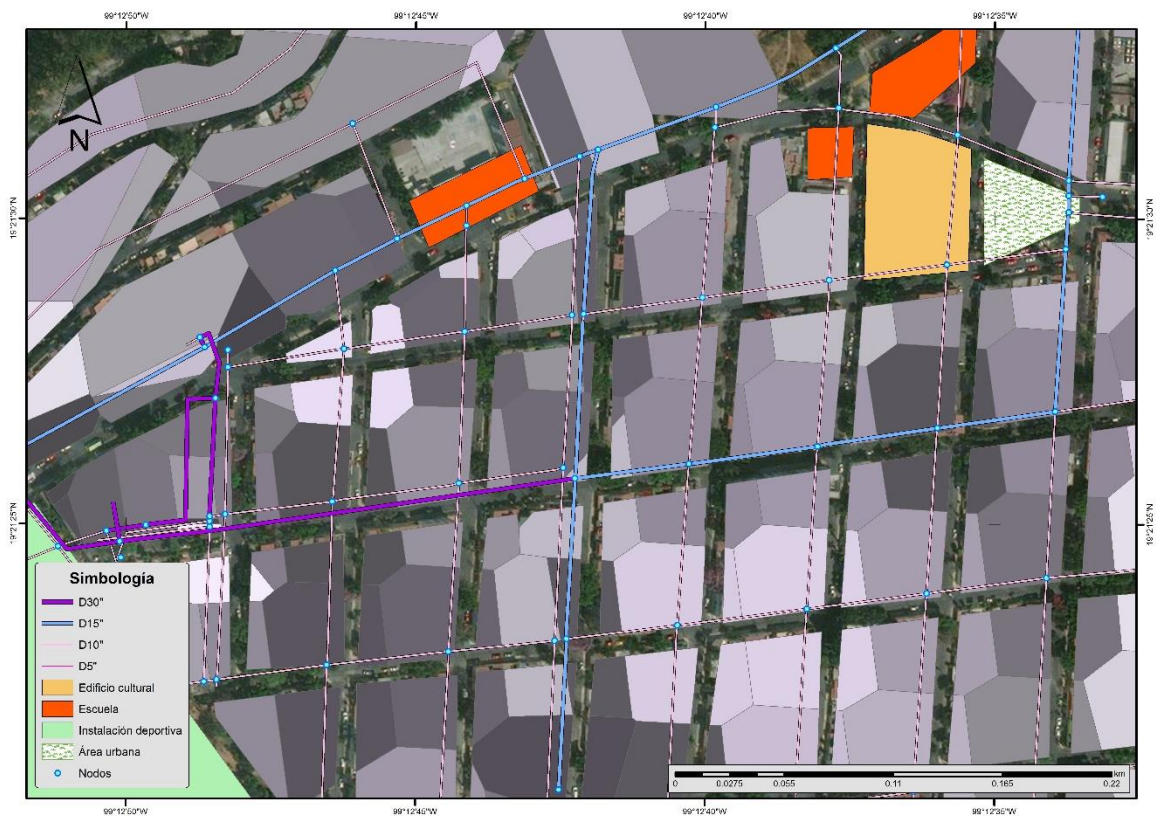 99°12'50"W
99°12'45"W
99°12'40"W
99°12'35"W
N
19°21'30"N
19°21'30"N
19°21'25"N
19°21'25"N
Simbología
D30"
D15"
D10"
D5"
Edificio cultural
Escuela
Instalación deportiva
Área urbana
Nodos
km
0
0.0275
0.055
0.11
0.165
0.22
99°12'50"W
99°12'45"W
99°12'40"W
99°12'35"W